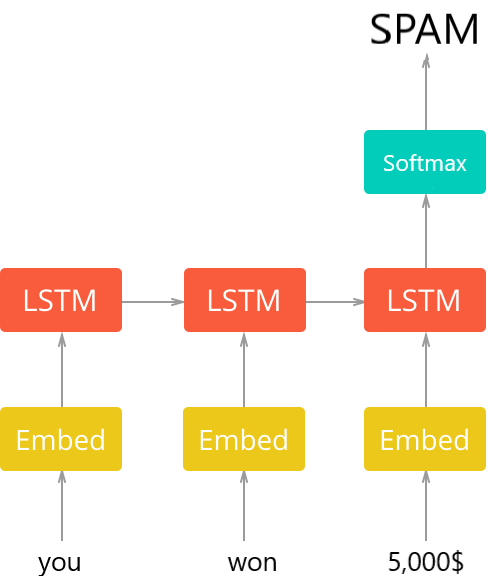 SPAM
Softmax
LSTM LSTM LSTM
Embed Embed Embed
you won 5,000$